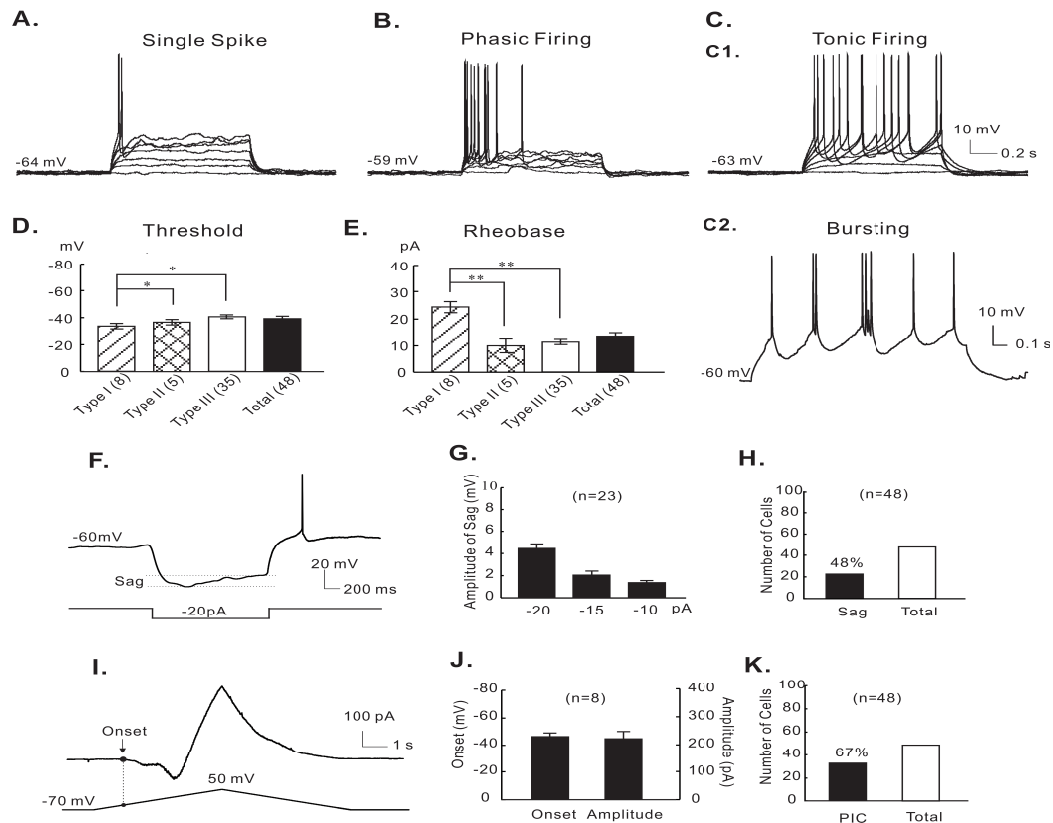 A.
Single Spike
-64 mV
B.
Phasic Firing
-59 mV
C.
C1.
Tonic Firing
-63 mV
10 mV
0.2 s
D.
Threshold
mV
-80
-60
-40
-20
0
*
Type I (8)
Type II (5)
Type III (35)
Total (48)
E.
Rheobase
pA
40
30
20
10
0
**
**
Type I (8)
Type II (5)
Type III (35)
Total (48)
C2.
Bursting
-60 mV
10 mV
0.1 s
F.
-60mV
Sag
20 mV
200 ms
-20pA
G.
Amplitude of Sag (mV)
10
8
6
4
2
0
(n=23)
-20
-15
-10
pA
H.
Number of Cells
100
80
60
40
20
0
(n=48)
48%
Sag
Total
I.
Onset
100 pA
1 s
50 mV
-70 mV
J.
Onset (mV)
-80
-60
-40
-20
0
(n=8)
400
300
200
100
0
Amplitude (pA)
Onset
Amplitude
K.
Number of Cells
100
80
60
40
20
0
(n=48)
67%
PIC
Total